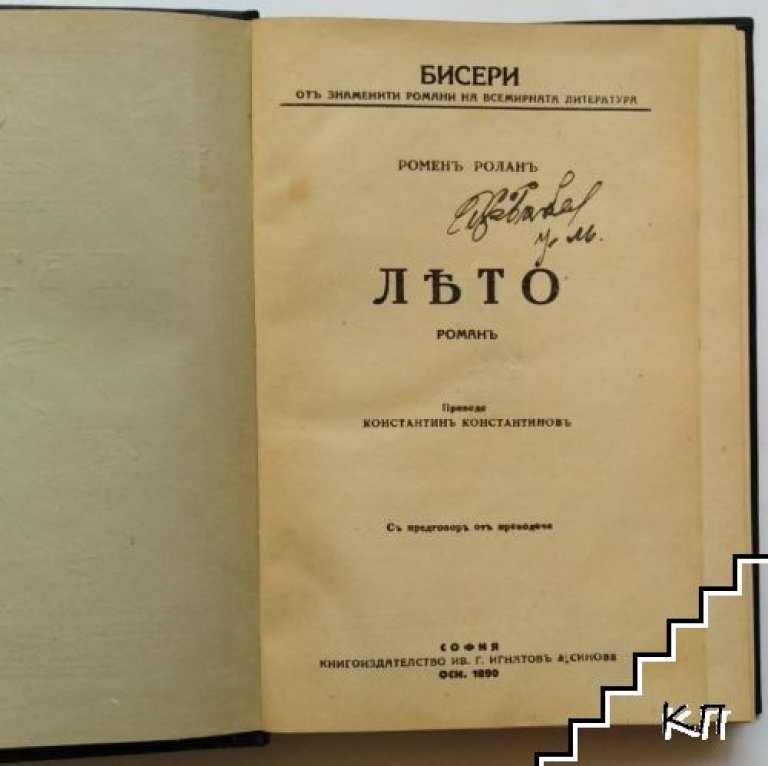 БИСЕРИ
ОТЪ ЗНАМЕНИТИ РОМАНИ НА ВСЕМИРНАТА ЛИТЕРАТУРА
РОМЕНЪ РОЛАНЪ
ЛѢТО
РОМАНЪ
Преведе
КОНСТАНТИНЪ КОНСТАНТИНОВЪ
Съ предговоръ отъ преводача
СОФИЯ
КНИГОИЗДАТЕЛСТВО ИВ. Г. ИГНАТОВЪ & СИНОВЕ
ОСН. 1890
КП